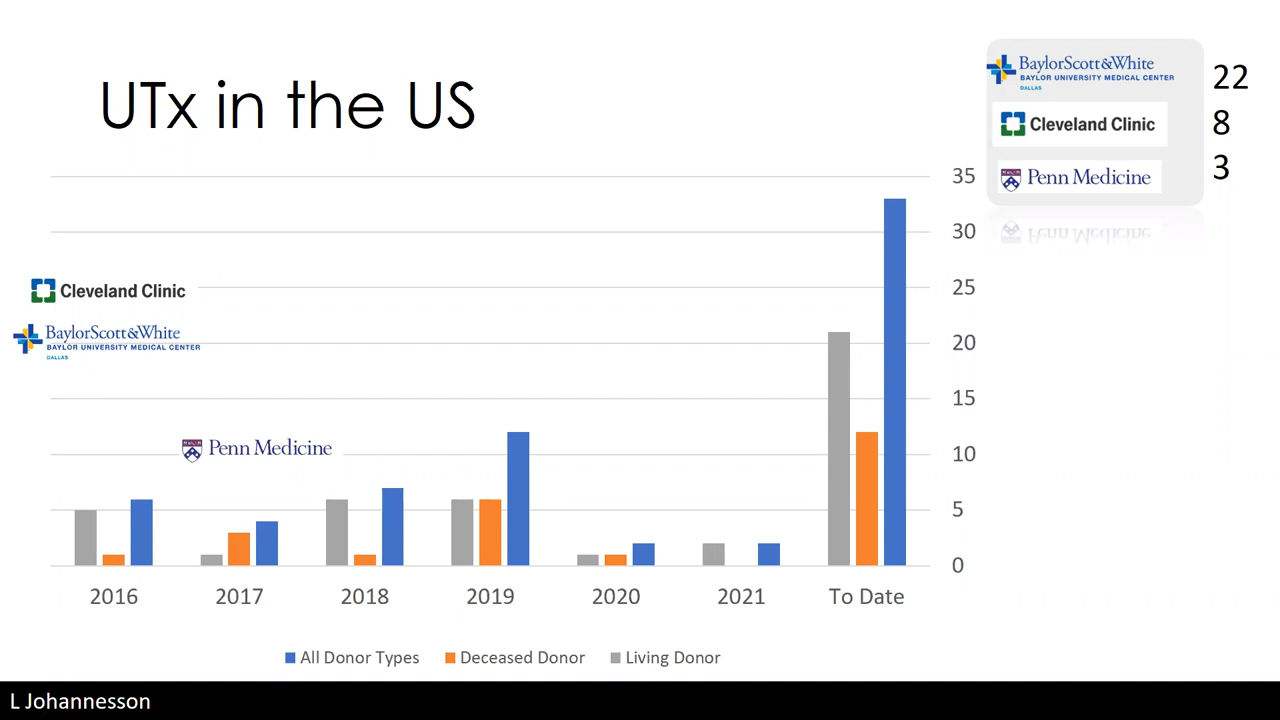 UTx in the US
BaylorScott&White
BAYLOR UNIVERSITY MEDICAL CENTER
DALLAS
22
Cleveland Clinic
8
Penn Medicine
3
35
30
25
20
15
10
5
0
Cleveland Clinic
BaylorScott&White
BAYLOR UNIVERSITY MEDICAL CENTER
DALLAS
Penn Medicine
2016 2017 2018 2019 2020 2021 To Date
All Donor Types Deceased Donor Living Donor
L Johannesson